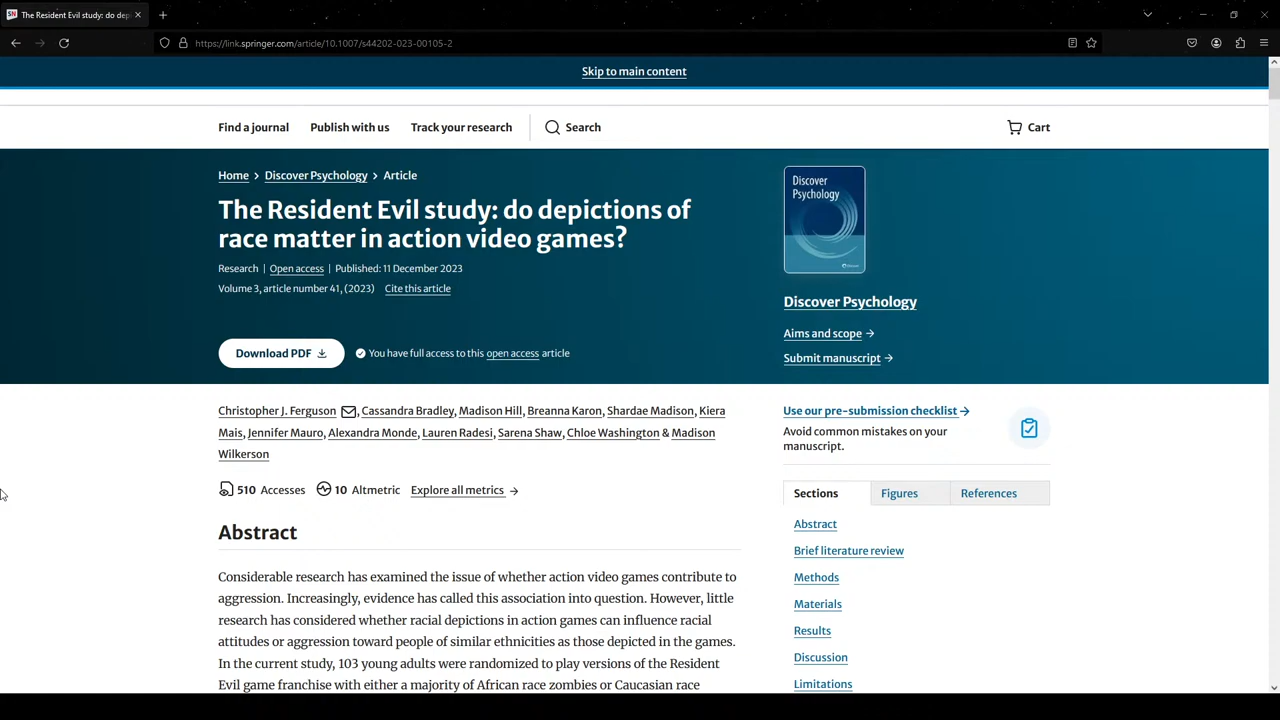 The Resident Evil study: do dep
https://link.springer.com/article/10.1007/s44202-023-00105-2
Skip to main content
Find a journal
Publish with us
Track your research
Search
Cart
Home > Discover Psychology > Article
The Resident Evil study: do depictions of
race matter in action video games?
Research | Open access | Published: 11 December 2023
Volume 3, article number 41, (2023) Cite this article
Download PDF
You have full access to this open access article
Discover
Psychology
Discover Psychology
Aims and scope →
Submit manuscript →
Christopher J. Ferguson, Cassandra Bradley, Madison Hill, Breanna Karon, Shardae Madison, Kiera
Mais, Jennifer Mauro, Alexandra Monde, Lauren Radesi, Sarena Shaw, Chloe Washington & Madison
Wilkerson
510 Accesses 10 Altmetric Explore all metrics →
Abstract
Considerable research has examined the issue of whether action video games contribute to
aggression. Increasingly, evidence has called this association into question. However, little
research has considered whether racial depictions in action games can influence racial
attitudes or aggression toward people of similar ethnicities as those depicted in the games.
In the current study, 103 young adults were randomized to play versions of the Resident
Evil game franchise with either a majority of African race zombies or Caucasian race
Use our pre-submission checklist →
Avoid common mistakes on your
manuscript.
Sections
Figures
References
Abstract
Brief literature review
Methods
Materials
Results
Discussion
Limitations